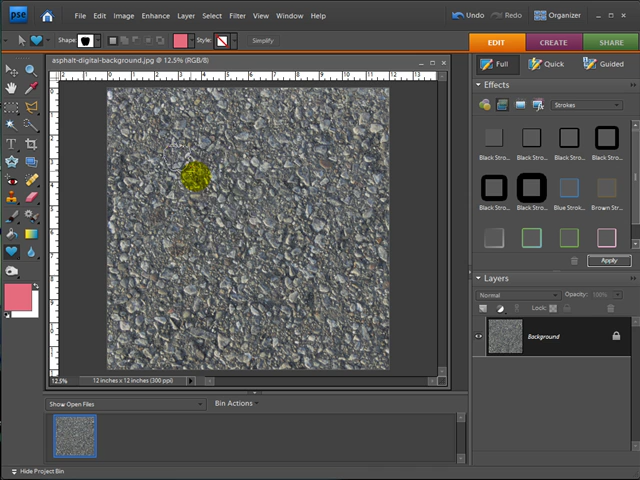 pse File Edit Image Enhance Layer Select Filter View Window Help Undo Redo Organizer
Shape: Style: Simplify EDIT CREATE SHARE
asphalt-digital-background.jpg @ 12.5% (RGB/8)
Full Quick Guided
Effects
Strokes
Black Stro... Black Stro... Black Stro... Black Stro...
Black Stro... Black Stro... Blue Strok... Brown St...
Apply
Layers
Normal Opacity: 100%
Lock:
Background
12.5% 12 inches x 12 inches (300 ppi)
Show Open Files Bin Actions
Hide Project Bin